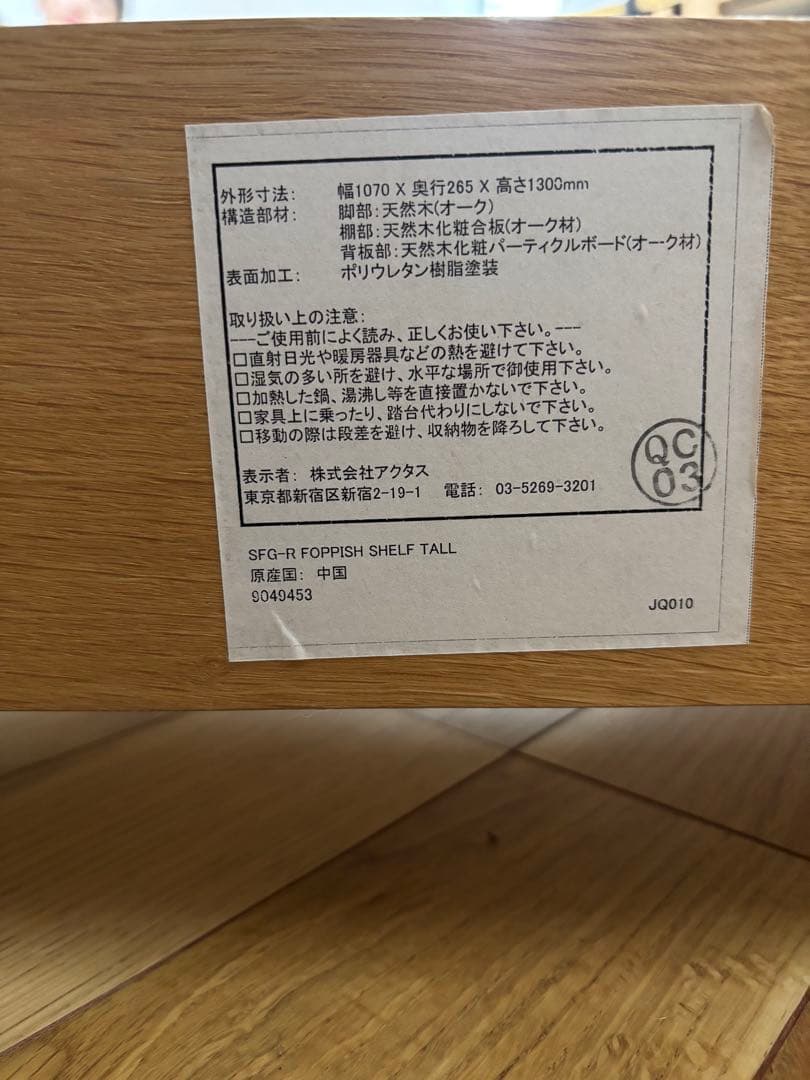 外形寸法: 幅1070 X 奥行265 X 高さ1300mm
構造部材: 脚部:天然木(オーク)
棚部:天然木化粧合板(オーク材)
背板部:天然木化粧パーティクルボード(オーク材)
表面加工: ポリウレタン樹脂塗装
取り扱い上の注意:
---ご使用前によく読み、正しくお使い下さい。---
□直射日光や暖房器具などの熱を避けて下さい。
□湿気の多い所を避け、水平な場所で御使用下さい。
□加熱した鍋、湯沸し等を直接置かないで下さい。
□家具上に乗ったり、踏台代わりにしないで下さい。
□移動の際は段差を避け、収納物を降ろして下さい。
QC
03
表示者: 株式会社アクタス
東京都新宿区新宿2-19-1 電話: 03-5269-3201
SFG-R FOPPISH SHELF TALL
原産国: 中国
9049453
JQ010